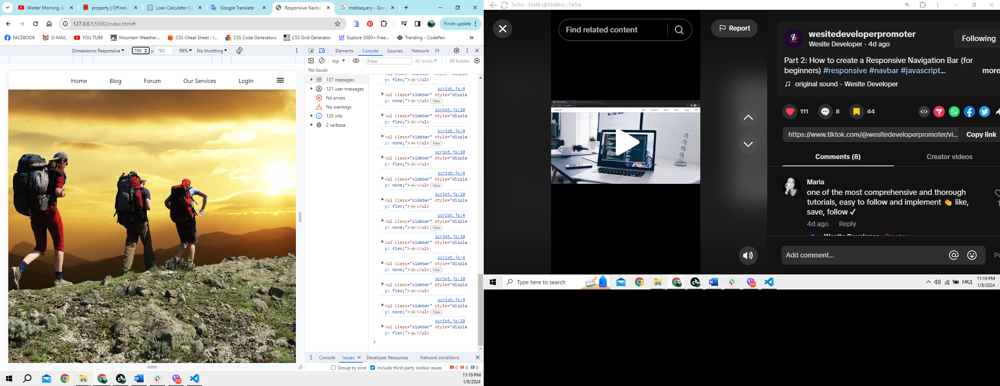 Winter Morning Ja
property | Off.net.m
Loan Calculator Co
Google Translate
Responsive Navba
mediaquery - Goo
127.0.0.1:5500/index.html#
Finish update
FACEBOOK
G-MAIL
YOU TUBE
Mountain Weather...
CSS Cheat Sheet - I...
CSS Code Generators
CSS Grid Generator
Explore 3000+ Free...
Trending - CodePen
»
Dimensions: Responsive 769 x 783 99% No throttling
Elements Console Sources Network
top Filter All levels 89 hidden
No Issues
Home Blog Forum Our Services LogIn
137 messages
121 user messages
No errors
No warnings
135 info
2 verbose
y: flex;">…</ul>
script.js:4
<ul class="sidebar" style="displa
y: none;">…</ul> flex
script.js:10
<ul class="sidebar" style="displa
y: flex;">…</ul>
script.js:4
<ul class="sidebar" style="displa
y: none;">…</ul> flex
script.js:10
<ul class="sidebar" style="displa
y: flex;">…</ul>
script.js:4
<ul class="sidebar" style="displa
y: none;">…</ul> flex
script.js:10
<ul class="sidebar" style="displa
y: flex;">…</ul>
script.js:4
<ul class="sidebar" style="displa
y: none;">…</ul> flex
script.js:10
<ul class="sidebar" style="displa
y: flex;">…</ul>
script.js:4
<ul class="sidebar" style="displa
y: none;">…</ul> flex
script.js:10
<ul class="sidebar" style="displa
y: flex;">…</ul>
script.js:4
<ul class="sidebar" style="displa
y: none;">…</ul> flex
script.js:10
<ul class="sidebar" style="displa
y: flex;">…</ul>
>
Console Issues Developer Resources Network conditions
Group by kind Include third-party cookie issues 0 0 0
202
11:19 PM
1/8/2024
TikTok - 53489 (@53489vs) | TikTok
Find related content
Report
wesitedeveloperpromoter
Wesite Developer · 4d ago
Following
Part 2: How to create a Responsive Navigation Bar (for
beginners) #responsive #navbar #javascript...
more
original sound - Wesite Developer
111 8 44
https://www.tiktok.com/@wesitedeveloperpromoter/vi...
Copy link
Comments (8)
Creator videos
Maria
one of the most comprehensive and thorough
tutorials, easy to follow and implement 👏 like,
save, follow ✓
4d ago Reply
Add comment...
Type here to search
202
МКД
11:19 PM
1/8/2024